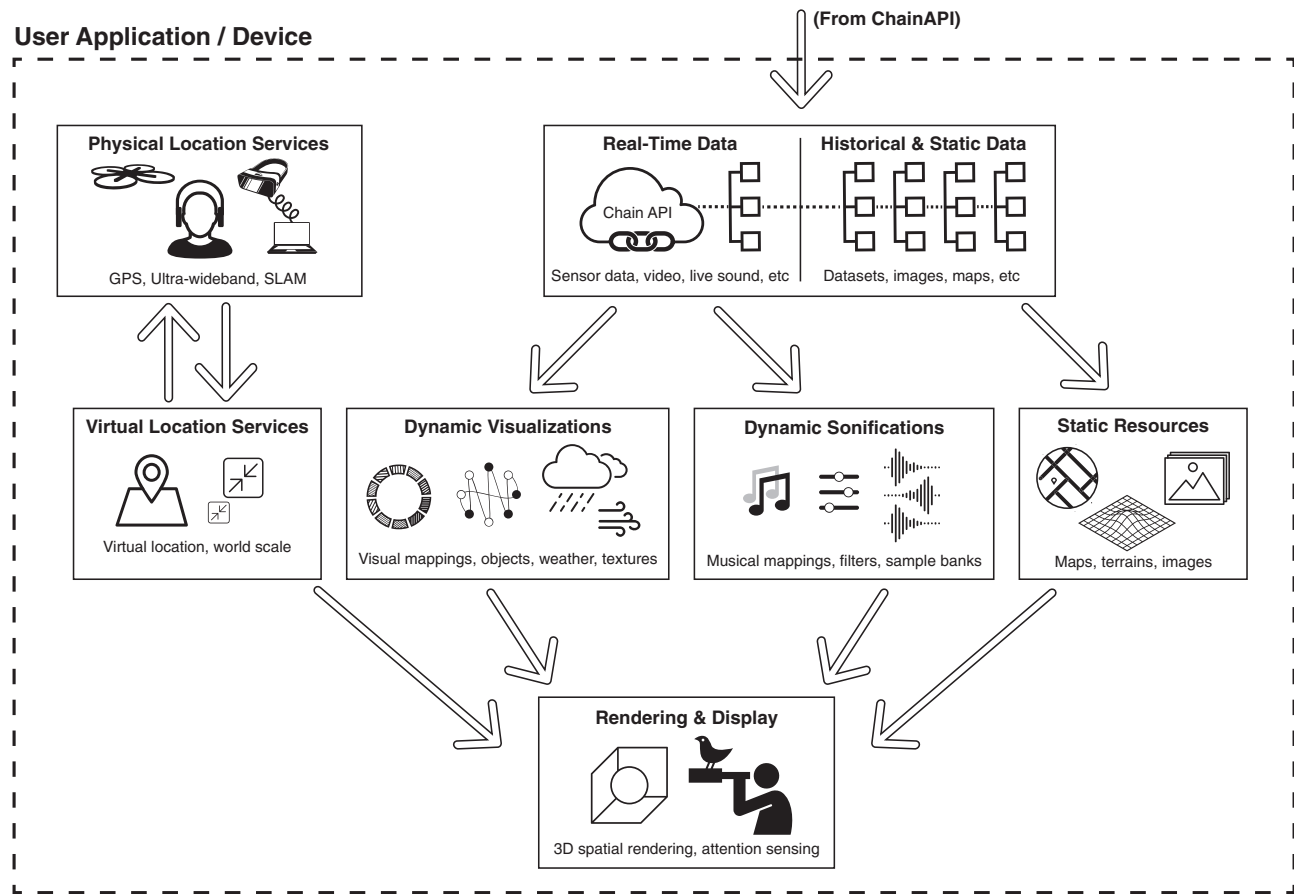 (From ChainAPI)
User Application / Device
Physical Location Services
GPS, Ultra-wideband, SLAM
Real-Time Data
Chain API
Sensor data, video, live sound, etc
Historical & Static Data
Datasets, images, maps, etc
Virtual Location Services
Virtual location, world scale
Dynamic Visualizations
Visual mappings, objects, weather, textures
Dynamic Sonifications
Musical mappings, filters, sample banks
Static Resources
Maps, terrains, images
Rendering & Display
3D spatial rendering, attention sensing